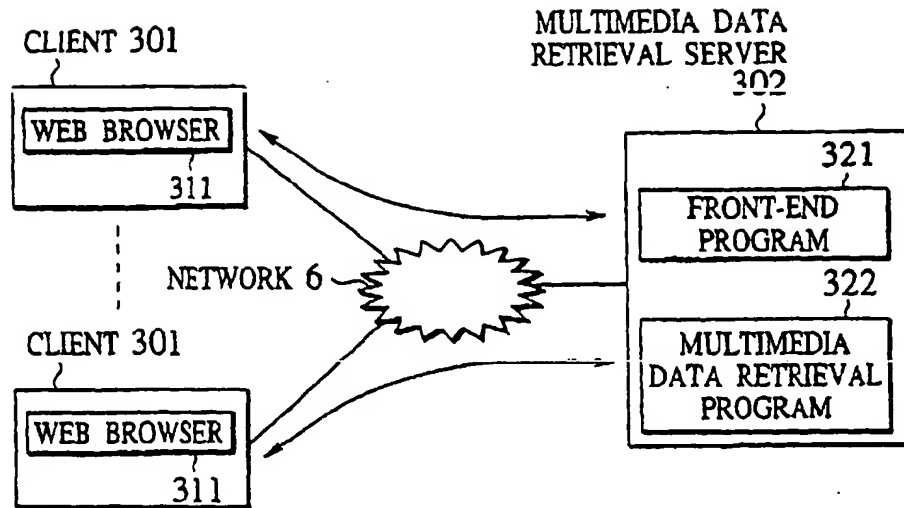 CLIENT 301
WEB BROWSER
311
CLIENT 301
WEB BROWSER
311
NETWORK 6
MULTIMEDIA DATA
RETRIEVAL SERVER
302
321
FRONT-END
PROGRAM
322
MULTIMEDIA
DATA RETRIEVAL
PROGRAM